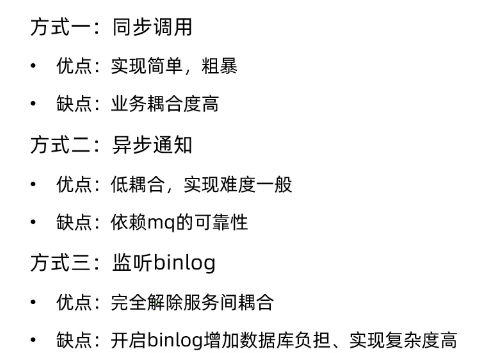 方式一：同步调用
• 优点：实现简单，粗暴
• 缺点：业务耦合度高
方式二：异步通知
• 优点：低耦合，实现难度一般
• 缺点：依赖mq的可靠性
方式三：监听binlog
• 优点：完全解除服务间耦合
• 缺点：开启binlog增加数据库负担、实现复杂度高